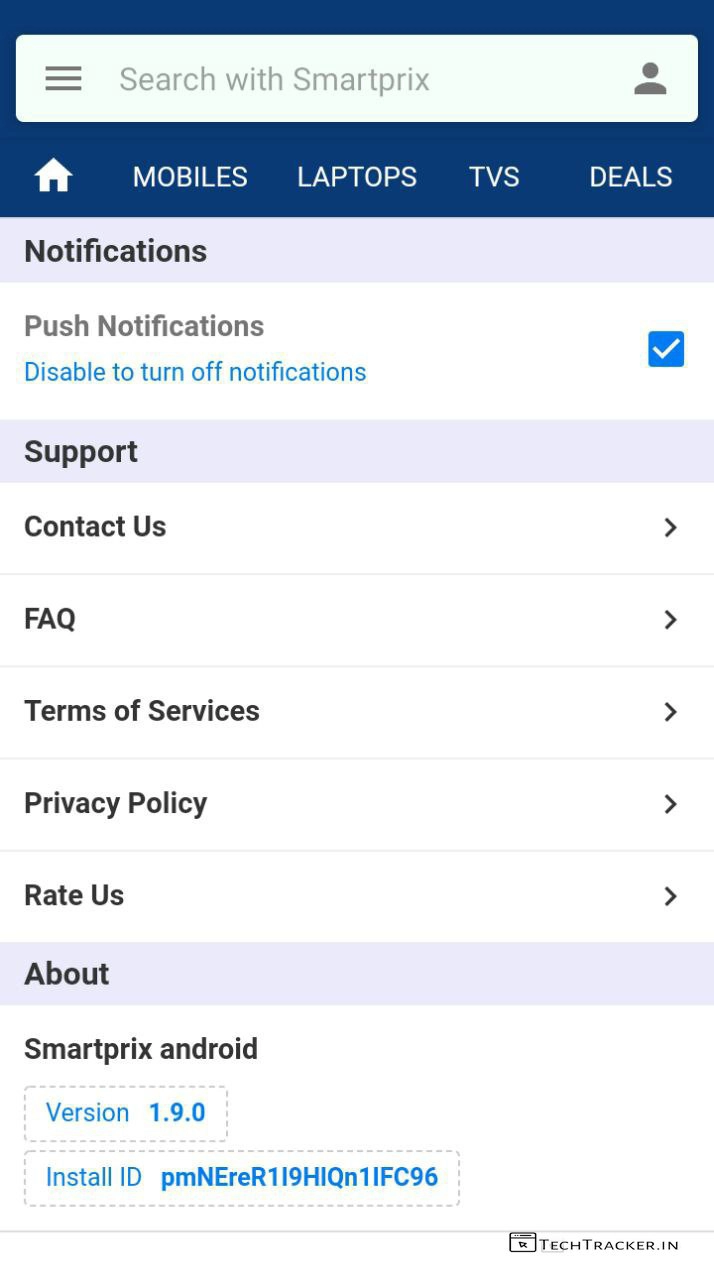 Search with Smartprix
MOBILES LAPTOPS TVS DEALS
Notifications
Push Notifications
Disable to turn off notifications
Support
Contact Us
FAQ
Terms of Services
Privacy Policy
Rate Us
About
Smartprix android
Version 1.9.0
Install ID pmNEreR1I9HIQn1IFC96
TECHTRACKER.IN